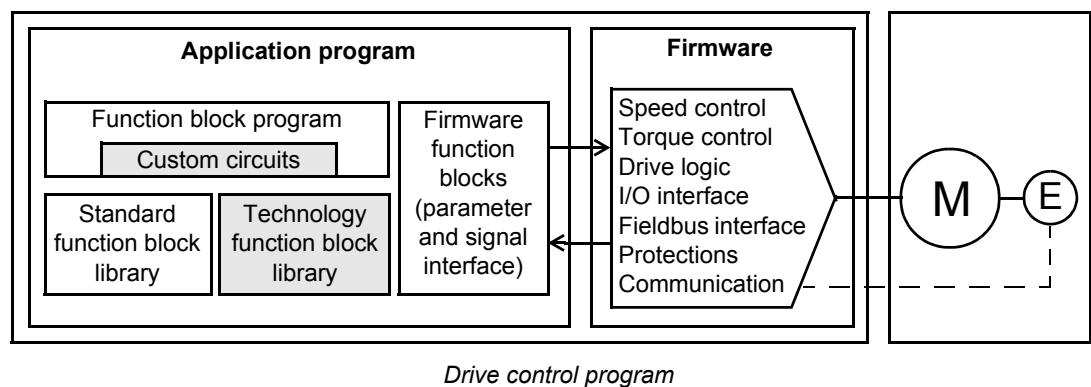 Application program
Function block program
Custom circuits
Standard
function block
library
Technology
function block
library
Firmware
function
blocks
(parameter
and signal
interface)
Firmware
Speed control
Torque control
Drive logic
I/O interface
Fieldbus interface
Protections
Communication
M
E
Drive control program